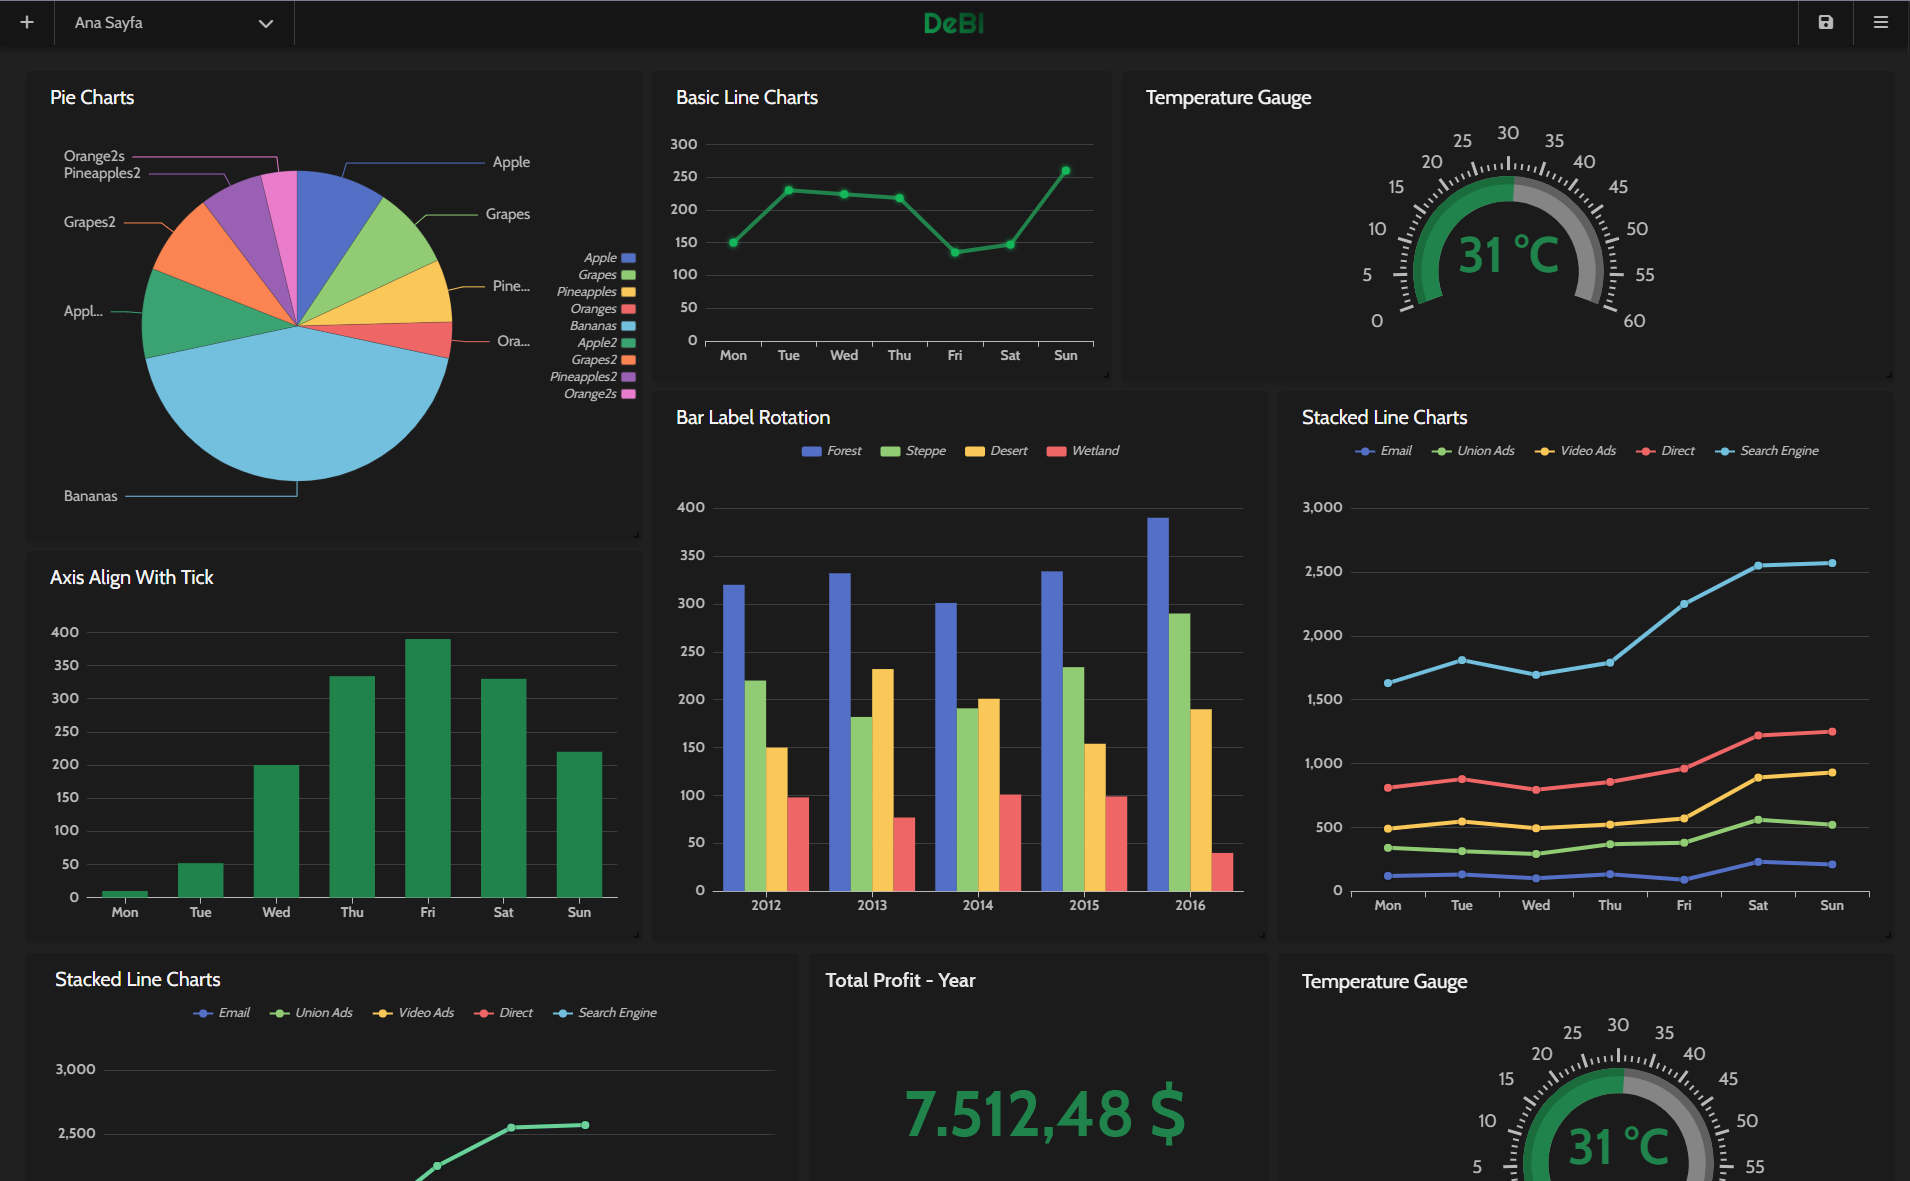 Ana Sayfa
DeBI
Pie Charts
Orange2s
Pineapples2
Grapes2
Appl...
Bananas
Apple
Grapes
Pine...
Ora...
Apple
Grapes
Pineapples
Oranges
Bananas
Apple2
Grapes2
Pineapples2
Orange2s
Basic Line Charts
300
250
200
150
100
50
0
Mon Tue Wed Thu Fri Sat Sun
Temperature Gauge
0
5
10
15
20
25
30
35
40
45
50
55
60
31 °C
Axis Align With Tick
400
350
300
250
200
150
100
50
0
Mon Tue Wed Thu Fri Sat Sun
Bar Label Rotation
Forest Steppe Desert Wetland
400
350
300
250
200
150
100
50
0
2012 2013 2014 2015 2016
Stacked Line Charts
Email Union Ads Video Ads Direct Search Engine
3,000
2,500
2,000
1,500
1,000
500
0
Mon Tue Wed Thu Fri Sat Sun
Stacked Line Charts
Email Union Ads Video Ads Direct Search Engine
3,000
2,500
Total Profit - Year
7.512,48 $
Temperature Gauge
5
10
15
20
25
30
35
40
45
50
55
31 °C